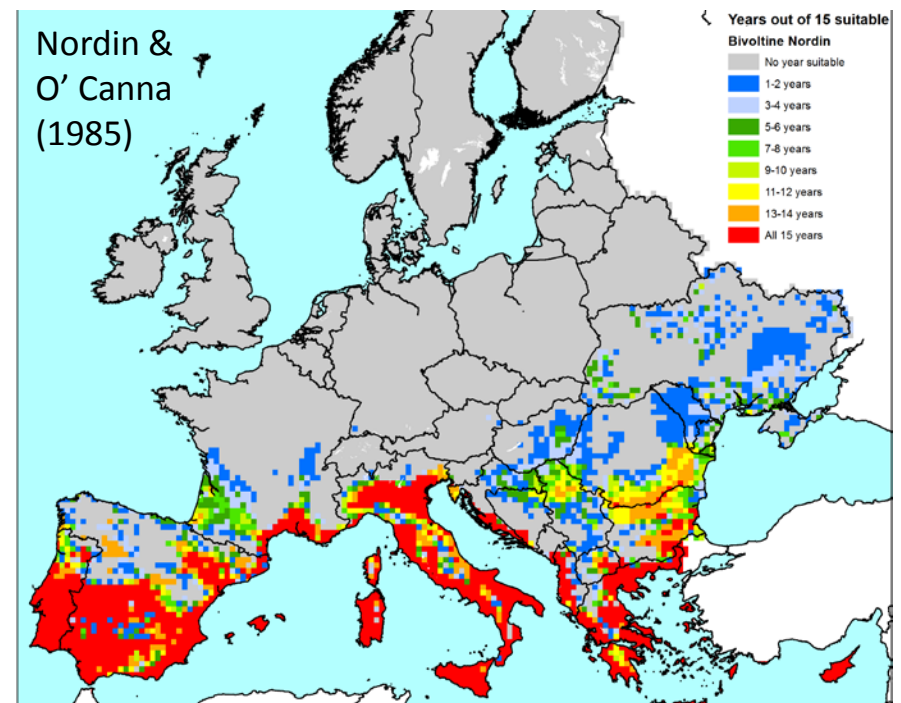 Nordin &
O’ Canna
(1985)
Years out of 15 suitable
Bivoltine Nordin
No year suitable
1-2 years
3-4 years
5-6 years
7-8 years
9-10 years
11-12 years
13-14 years
All 15 years